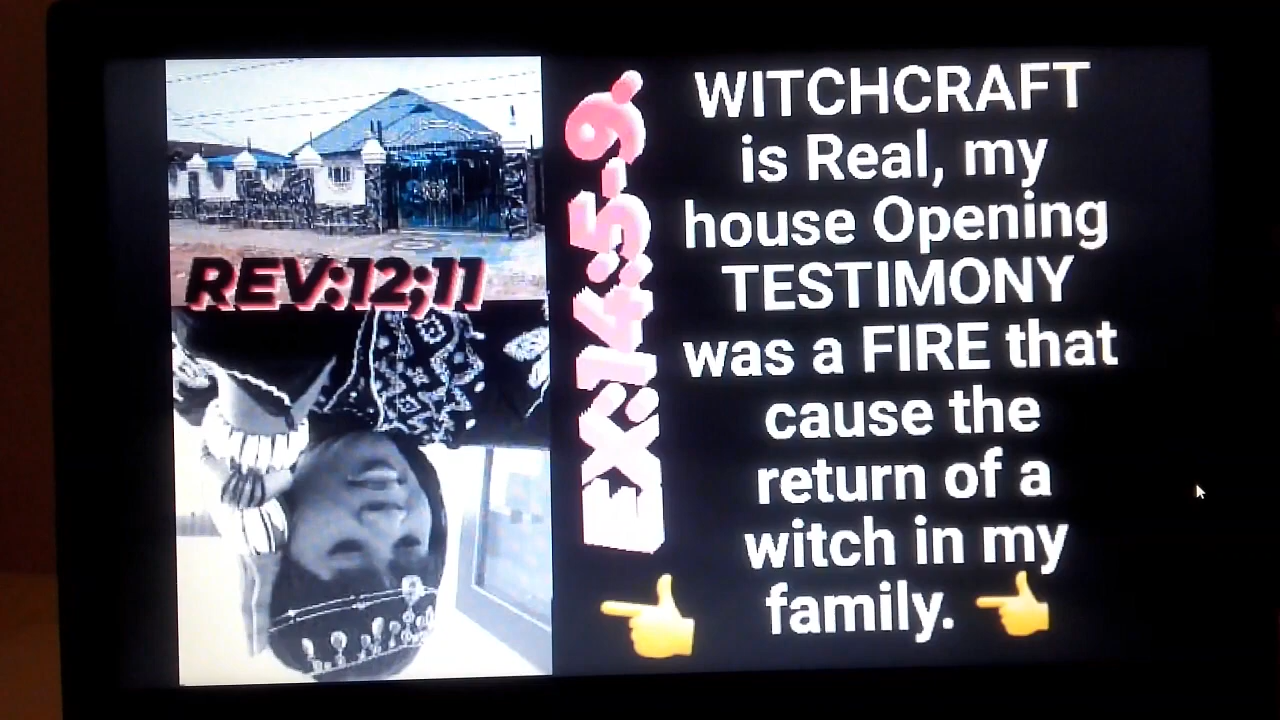 REV:12;11
EX:14:5-9,
WITCHCRAFT
is Real, my
house Opening
TESTIMONY
was a FIRE that
cause the
return of a
witch in my
family.